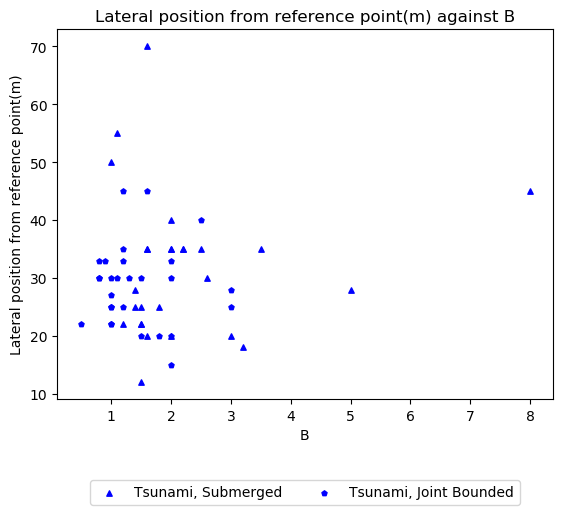 Lateral position from reference point(m) against B
Lateral position from reference point(m)
70
60
50
40
30
20
10
1 2 3 4 5 6 7 8
B
Tsunami, Submerged Tsunami, Joint Bounded